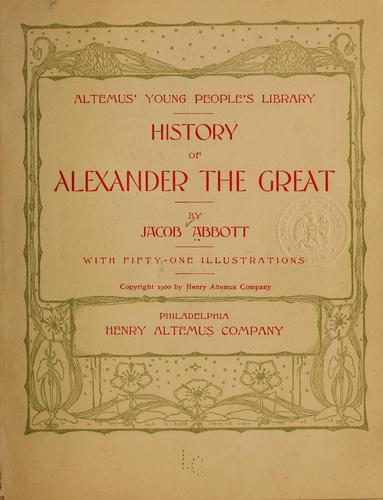 ALTEMUS' YOUNG PEOPLE'S LIBRARY
HISTORY
OF
ALEXANDER THE GREAT
BY
JACOB ABBOTT
WITH FIFTY-ONE ILLUSTRATIONS
Copyright 1900 by Henry Altemus Company
PHILADELPHIA
HENRY ALTEMUS COMPANY